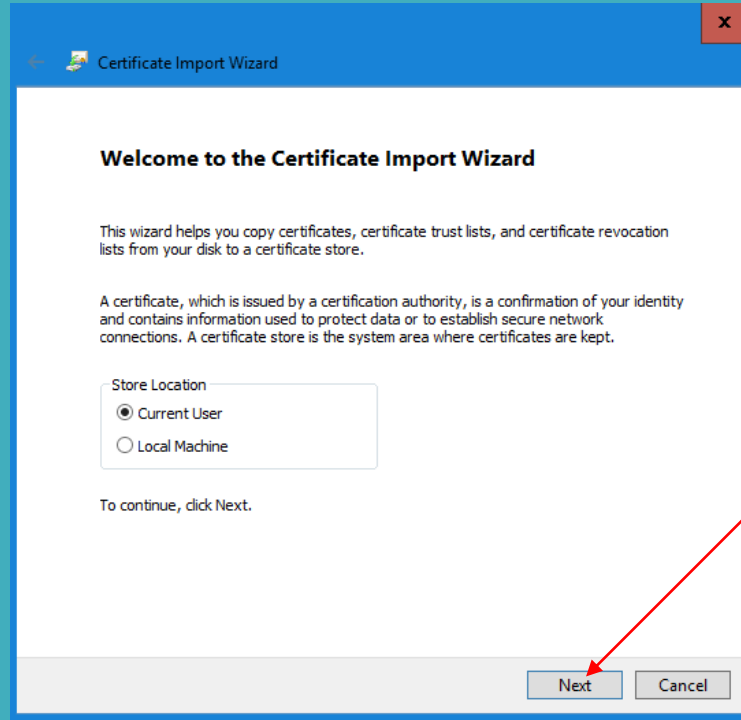 x
Certificate Import Wizard
Welcome to the Certificate Import Wizard
This wizard helps you copy certificates, certificate trust lists, and certificate revocation
lists from your disk to a certificate store.
A certificate, which is issued by a certification authority, is a confirmation of your identity
and contains information used to protect data or to establish secure network
connections. A certificate store is the system area where certificates are kept.
Store Location
Current User
Local Machine
To continue, click Next.
Next Cancel